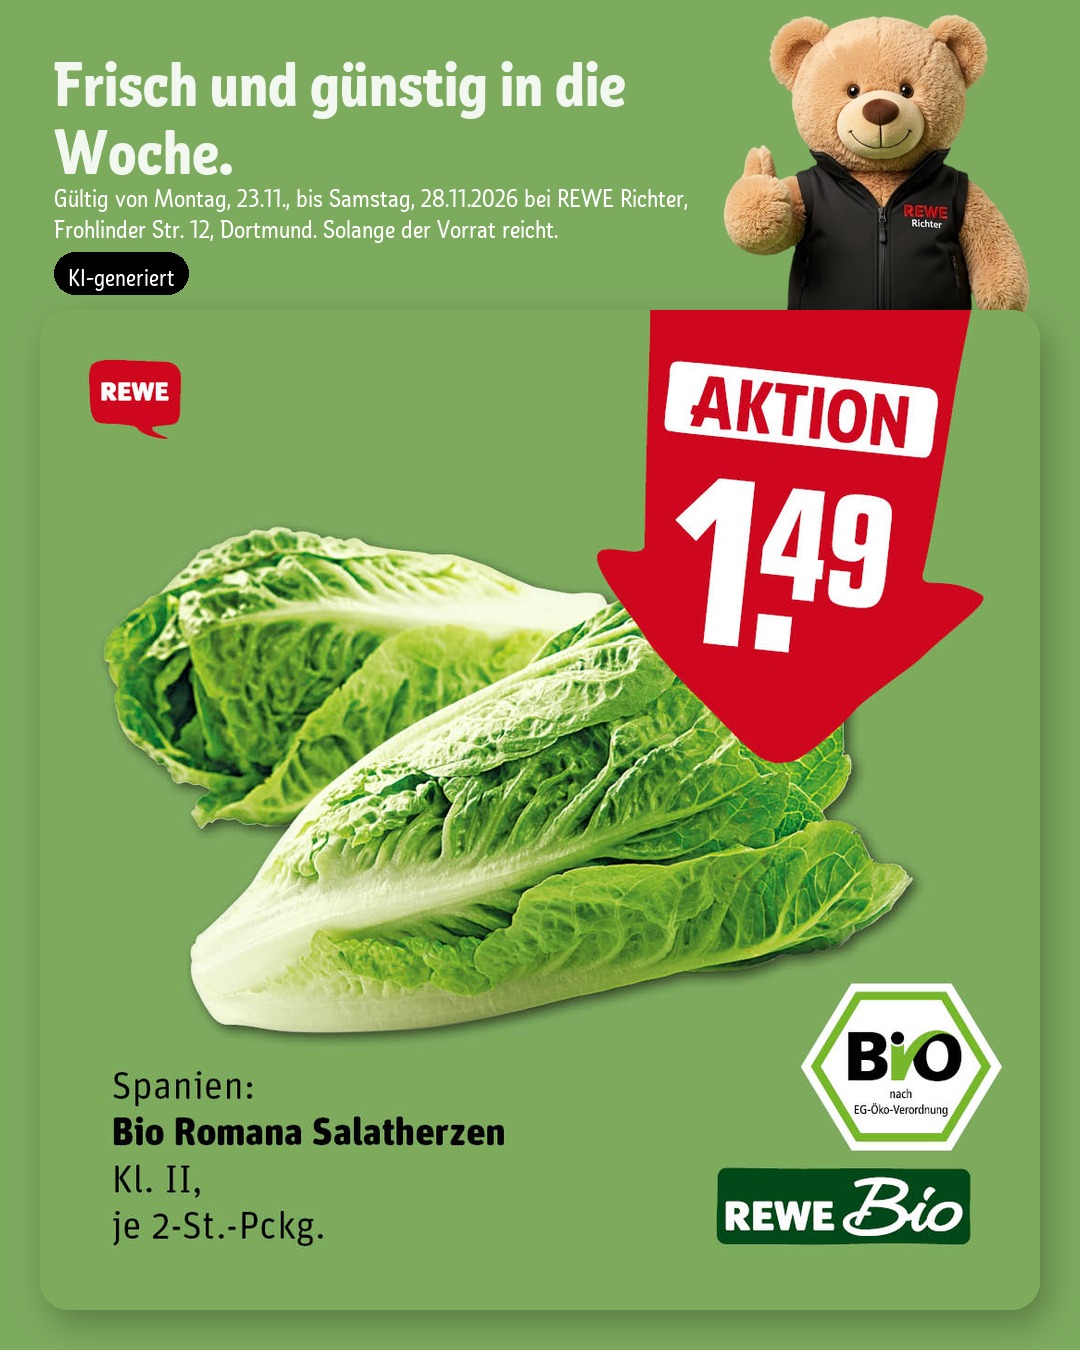 Frisch und günstig in die
Woche.
Gültig von Montag, 23.11., bis Samstag, 28.11.2026 bei REWE Richter,
Frohlinder Str. 12, Dortmund. Solange der Vorrat reicht.
KI-generiert
REWE
Richter
REWE
AKTION
1.49
Spanien:
Bio Romana Salatherzen
Kl. II,
je 2-St.-Pckg.
Bio
nach
EG-Öko-Verordnung
REWE Bio